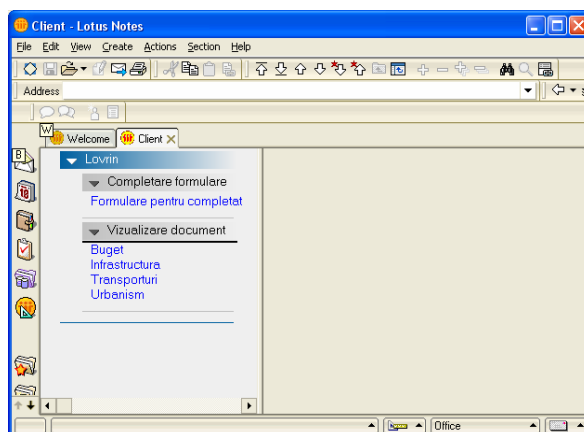 Client - Lotus Notes
File Edit View Create Actions Section Help
Address
W
Welcome Client
B
Lovrin
Completare formulare
Formulare pentru completat
Vizualizare document
Buget
Infrastructura
Transporturi
Urbanism
18
Office